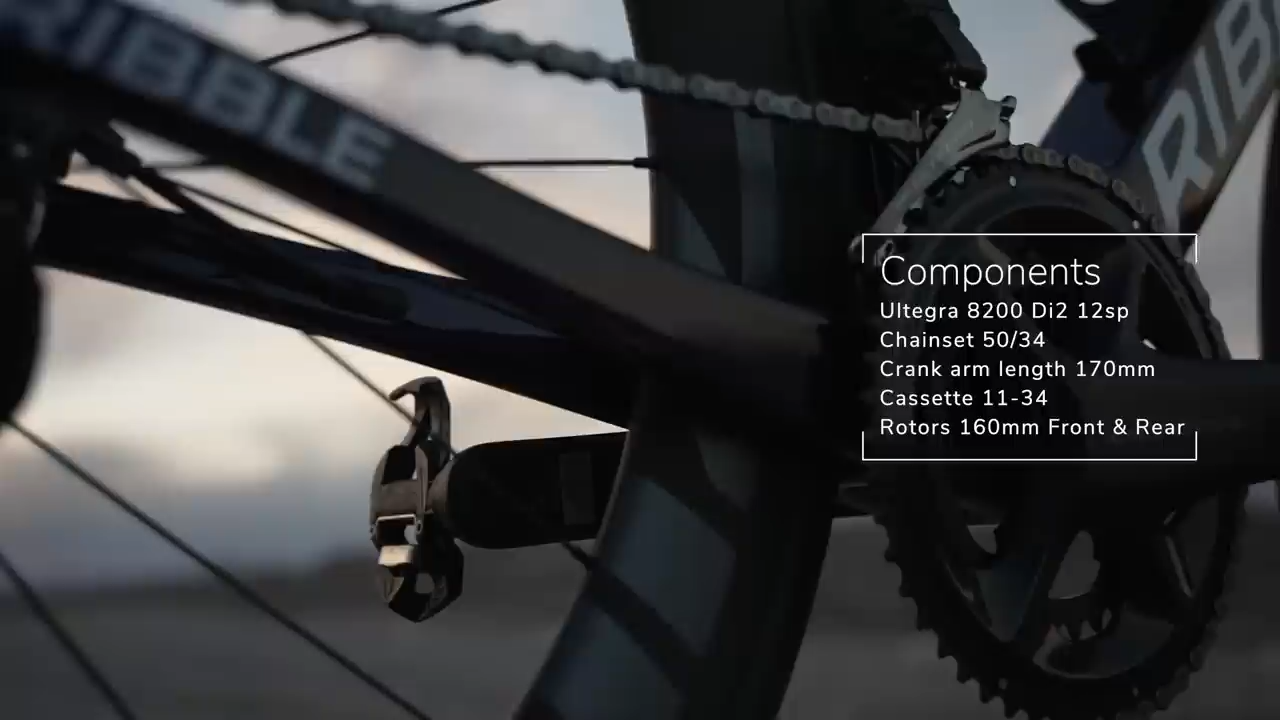 RIBBLE
RIB
Components
Ultegra 8200 Di2 12sp
Chainset 50/34
Crank arm length 170mm
Cassette 11-34
Rotors 160mm Front & Rear